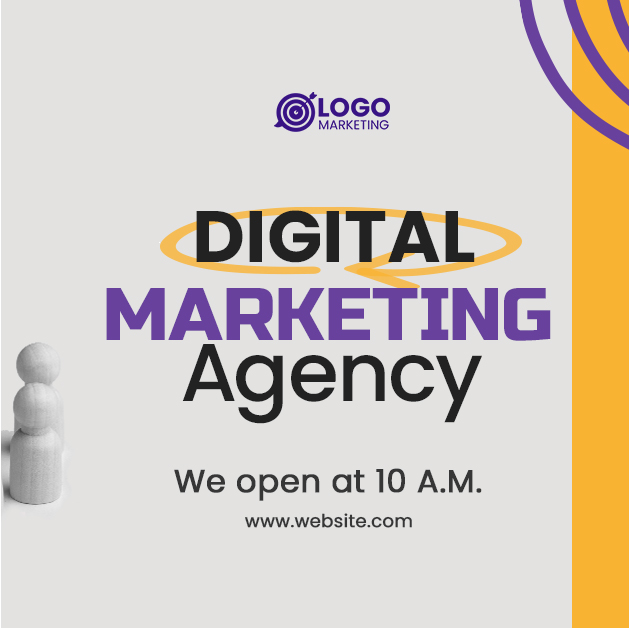 LOGO
MARKETING
DIGITAL
MARKETING
Agency
We open at 10 A.M.
www.website.com